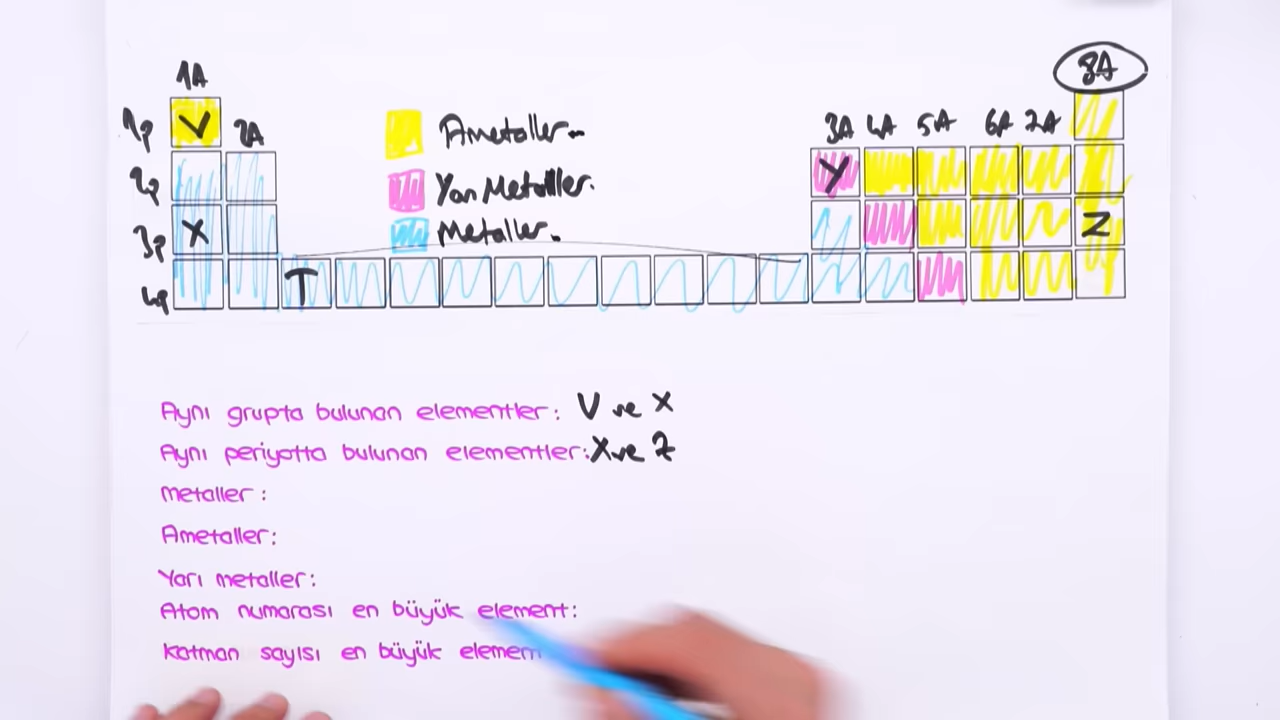 1A 8A
1p V 2A Ametaller 3A 4A 5A 6A 7A
2p Yarı Metaller. Y
3p X Metaller. Z
4p T
Aynı grupta bulunan elementler: V ve X
Aynı periyotta bulunan elementler: X ve Z
Metaller:
Ametaller:
Yarı metaller:
Atom numarası en büyük element:
Katman sayısı en büyük element